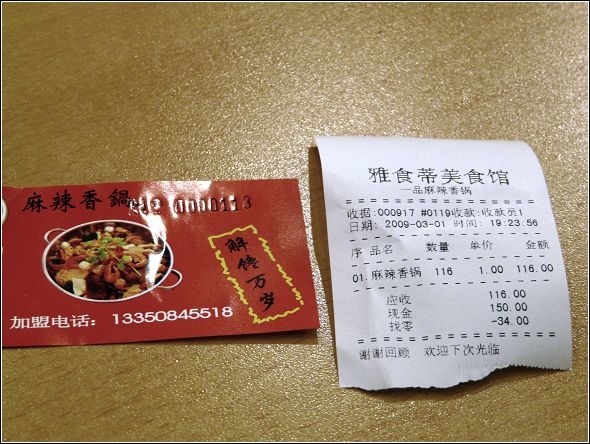 麻辣香鍋
0000113
解馋万岁
加盟电话：13350845518
雅食蒂美食馆
一品麻辣香锅
收据:000917 #0119收款:收款员1
日期: 2009-03-01 时间: 19:23:56
序 品名 数量 单价 金额
01.麻辣香锅 116 1.00 116.00
应收 116.00
现金 150.00
找零 -34.00
谢谢回顾 欢迎下次光临